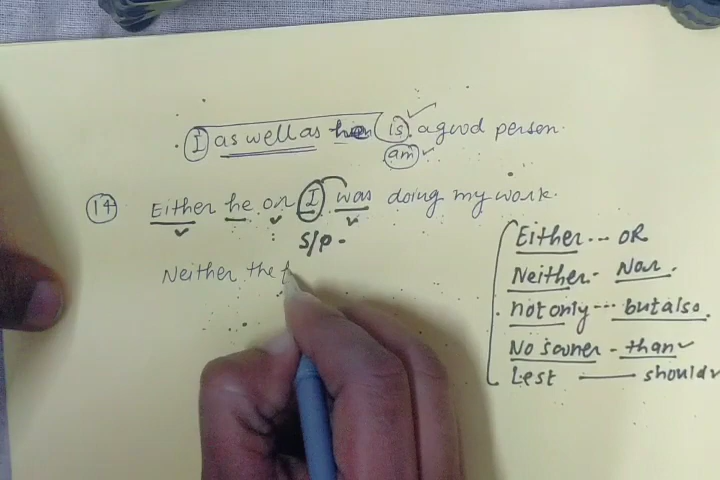 I as well as he is a good person.
am
14 Either he or I was doing my work.
S/P.
Neither the
Either... OR
Neither- Nor.
not only --- but also.
No sooner - than
Lest — should